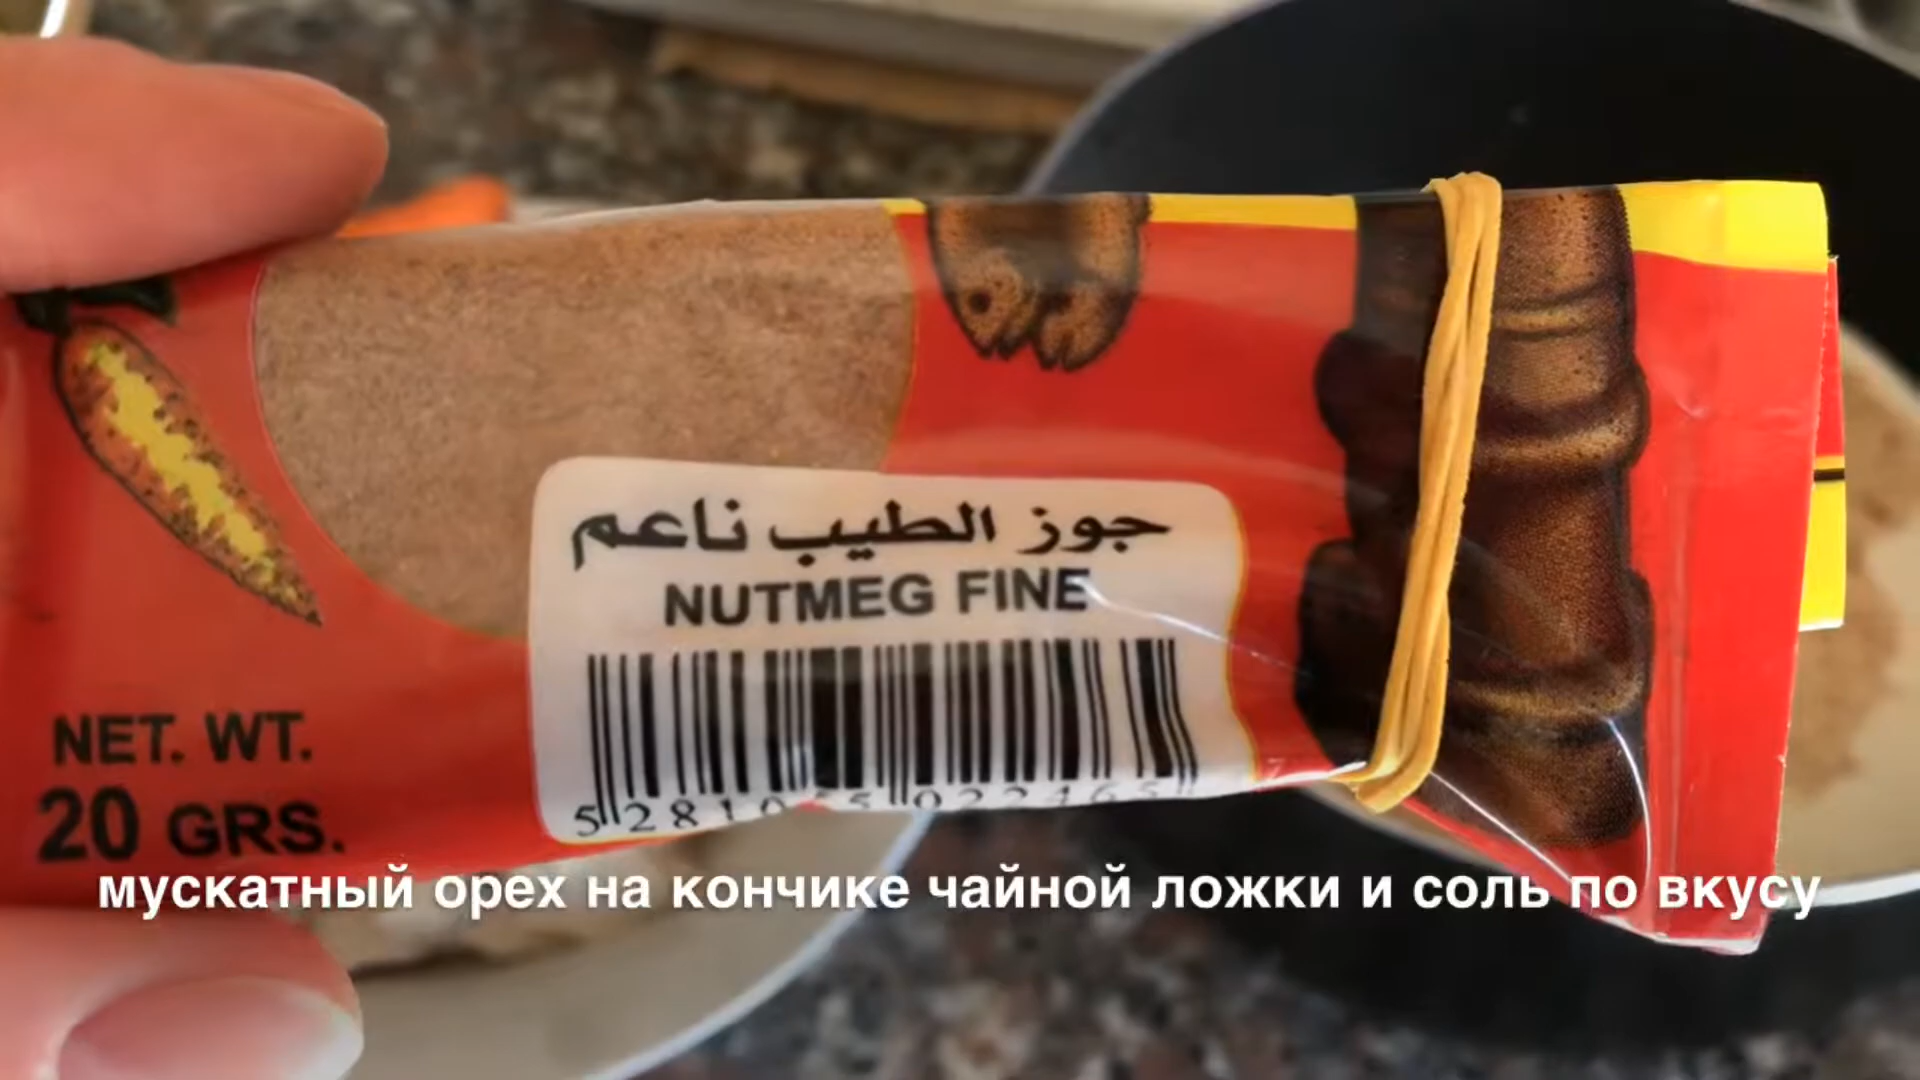 جوز الطيب ناعم
NUTMEG FINE
NET. WT.
20 GRS.
мускатный орех на кончике чайной ложки и соль по вкусу